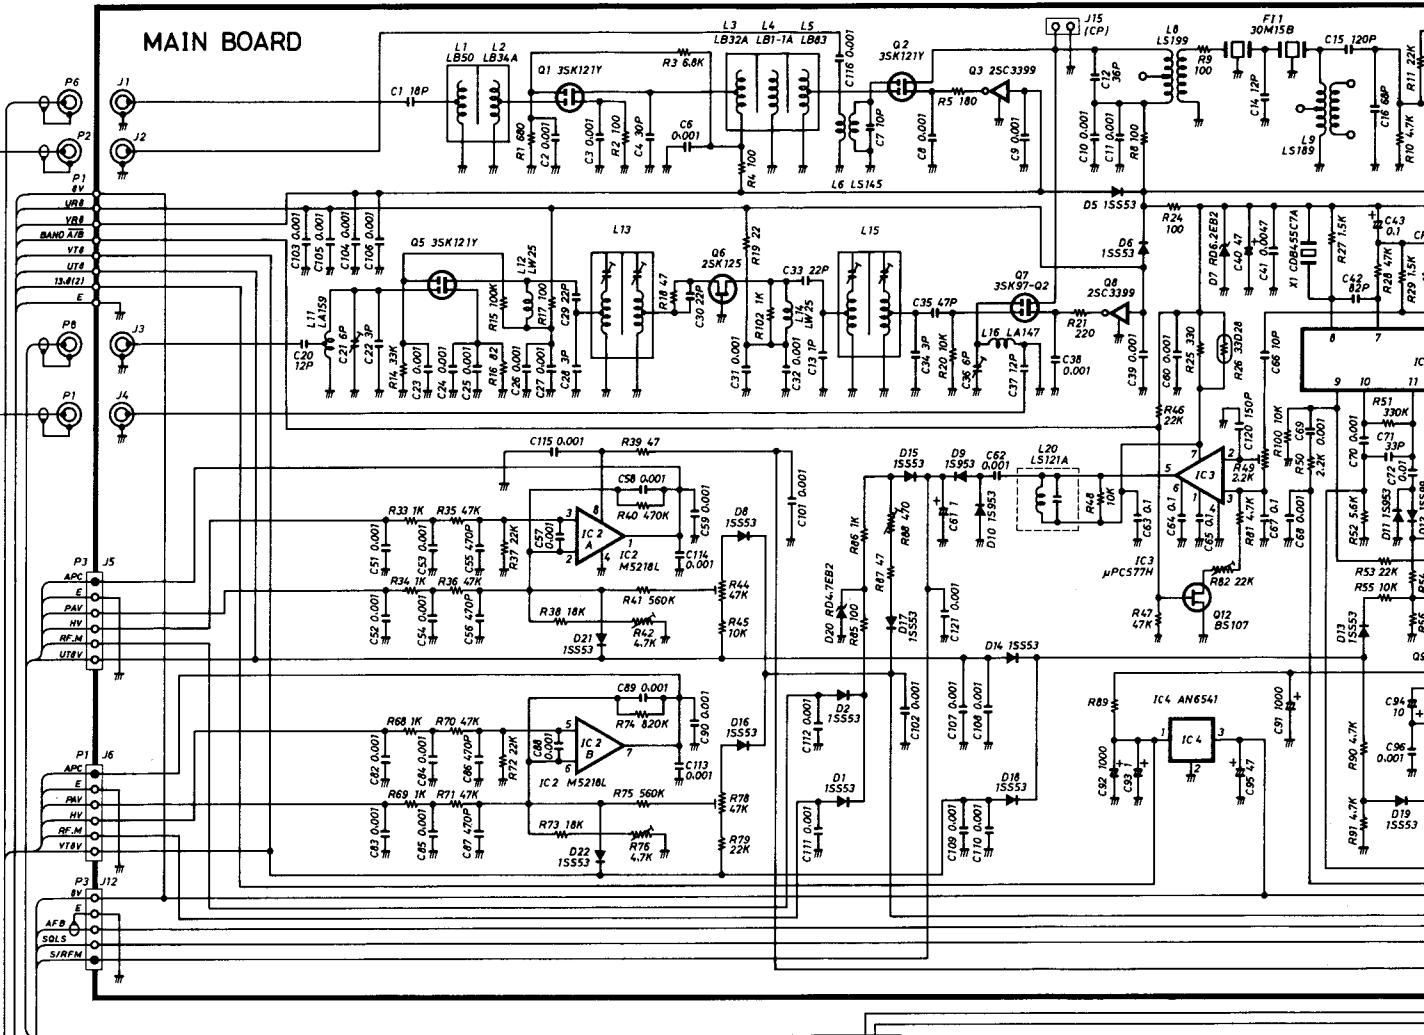 MAIN BOARD
P6
J1
P2
J2
P1
8V
UR8
VR8
BAND A/B
VT8
UT8
13.8(2)
E
P8
J3
P1
J4
C1 18P
L1
LB50
L2
LB34A
Q1 3SK121Y
R3 6.8K
R1 680
C2 0.001
C3 0.001
R2 100
C4 30P
C6
0.001
L3
LB32A
L4
LB1-1A
L5
LB83
R4 100
C116 0.001
L6 LS145
C7 10P
Q2
3SK121Y
Q3 2SC3399
R5 180
C8 0.001
C9 0.001
J15
(CP)
C12
36P
C10 0.001
C11 0.001
R8 100
L8
LS199
R9
100
FI1
30M15B
C14 12P
C15 120P
L9
LS189
C16 68P
R10 4.7K
R11 22K
D5 1SS53
C103 0.001
C105 0.001
C104 0.001
C106 0.001
Q5 3SK121Y
L11
LA159
C20
12P
C21 6P
C22 3P
R14 33K
C23 0.001
C24 0.001
C25 0.001
R15 100K
R16 82
L12
LW25
R17 100
C26 0.001
C27 0.001
C29 22P
C28 3P
L13
R18 47
C30 22P
Q6
2SK125
R19 22
C31 0.001
R102 1K
L14
LW25
C32 0.001
C33 22P
C13 1P
L15
C34 3P
C35 47P
R20 10K
C36 6P
Q7
3SK97-Q2
L16 LA147
C37 12P
C38
0.001
R21
220
Q8
2SC3399
D6
1SS53
C39 0.001
R24
100
D7 RD6.2EB2
C40 47
C41 0.0047
X1 CDB455C7A
R27 1.5K
C42
82P
R28 47K
C43
0.1
R29 1.5K
C60 0.001
R25 330
R26 33D28
C66 10P
8
7
IC
9
10
11
R46
22K
C120 150P
R49
2.2K
R100 10K
R50
2.2K
C69
0.001
C70 0.001
R51
330K
C71
33P
C72
0.01
IC3
5
7
2
3
6
1
4
C63 0.1
C64 0.1
C65 0.1
R81 4.7K
C67 0.1
C68 0.001
R52 5.6K
D11 1S953
IC3
μPC577H
R82 22K
Q12
BS107
R47
47K
R53 22K
R55 10K
R54
R56
D13
1SS53
C115 0.001
R39 47
C58 0.001
R40 470K
C59 0.001
R33 1K
R35 47K
C51 0.001
C53 0.001
C55 470P
R37 22K
C57
0.001
3
8
IC2
A
2
4
1
IC2
M5218L
C114
0.001
D8
1SS53
C101 0.001
R34 1K
R36 47K
C52 0.001
C54 0.001
C56 470P
R38 18K
R41 560K
R42
4.7K
D21
1SS53
R44
47K
R45
10K
P3
J5
APC
E
PAV
HV
RF.M
UT8V
D15
1SS53
D9
1S953
C62
0.001
L20
LS121A
R48
10K
C61 1
D10 1S953
R86 1K
R88 470
R87 47
D20 RD4.7EB2
R85 100
D17
1SS53
C121 0.001
D14 1SS53
C89 0.001
R74 820K
C90 0.001
R68 1K
R70 47K
C82 0.001
C84 0.001
C86 470P
R72 22K
C88
0.001
5
IC2
B
6
7
IC2 M5218L
C113
0.001
D16
1SS53
R69 1K
R71 47K
C83 0.001
C85 0.001
C87 470P
R73 18K
R75 560K
R76
4.7K
D22
1SS53
R78
47K
R79
22K
P1
J6
APC
E
PAV
HV
RF.M
VT8V
D2
1SS53
C112 0.001
C102 0.001
D1
1SS53
C111 0.001
C107 0.001
C108 0.001
D18
1SS53
C109 0.001
C110 0.001
R89
IC4 AN6541
IC4
1
2
3
C92 1000
C93 1
C95 47
C91 1000
R90 4.7K
R91 4.7K
D19
1SS53
Q9
C94
10
C96
0.001
P3
J12
8V
E
AFB
SQLS
S/RFM